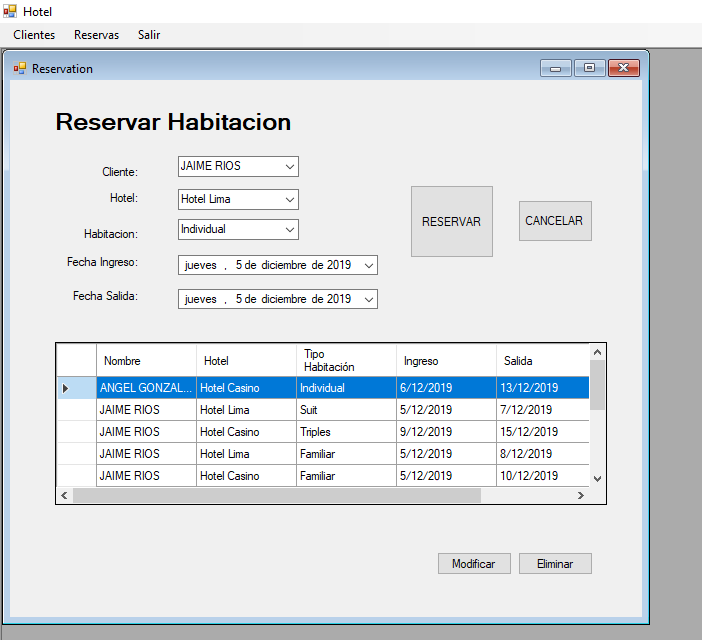 Hotel
Clientes Reservas Salir
Reservation
Reservar Habitacion
Cliente: JAIME RIOS
Hotel: Hotel Lima
Habitacion: Individual
Fecha Ingreso: jueves , 5 de diciembre de 2019
Fecha Salida: jueves , 5 de diciembre de 2019
RESERVAR CANCELAR
Nombre Hotel Tipo Habitación Ingreso Salida
ANGEL GONZAL... Hotel Casino Individual 6/12/2019 13/12/2019
JAIME RIOS Hotel Lima Suit 5/12/2019 7/12/2019
JAIME RIOS Hotel Casino Triples 9/12/2019 15/12/2019
JAIME RIOS Hotel Lima Familiar 5/12/2019 8/12/2019
JAIME RIOS Hotel Casino Familiar 5/12/2019 10/12/2019
Modificar Eliminar